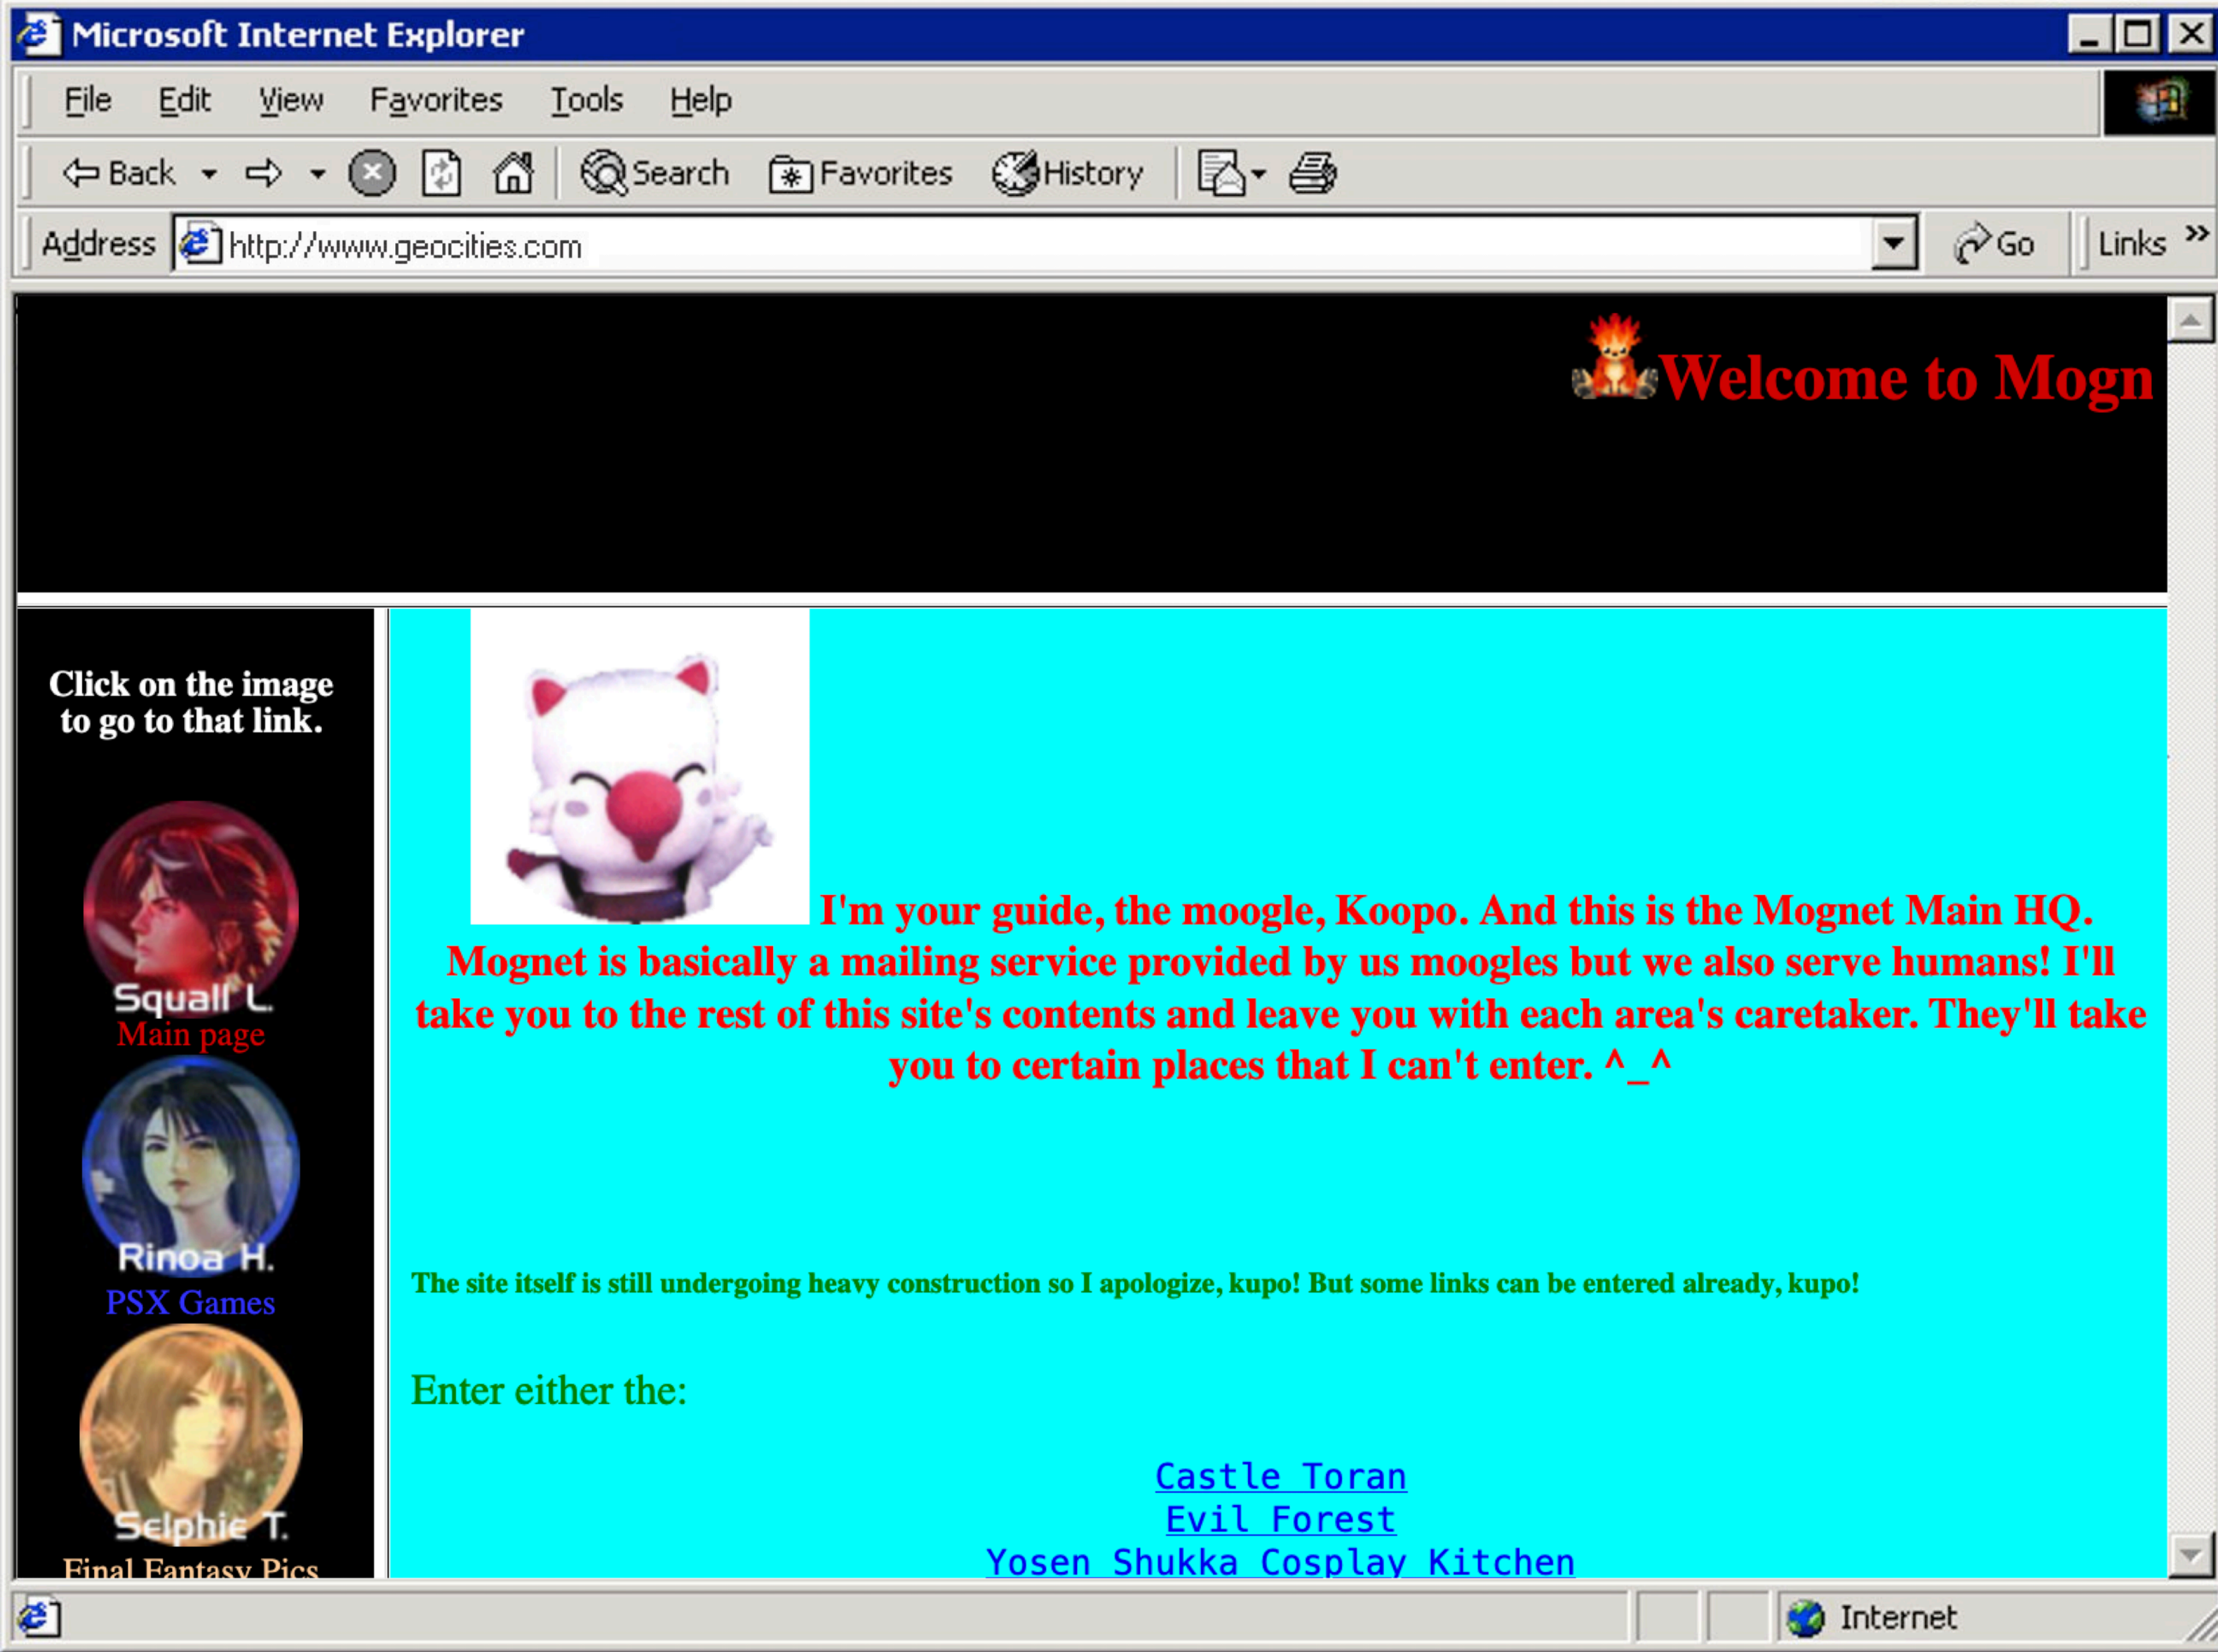 Microsoft Internet Explorer
File Edit View Favorites Tools Help
Back Search Favorites History
Address http://www.geocities.com Go Links »
Welcome to Mogn
Click on the image
to go to that link.
Squall L.
Main page
Rinoa H.
PSX Games
Selphie T.
Final Fantasy Pics
I'm your guide, the moogle, Koopo. And this is the Mognet Main HQ.
Mognet is basically a mailing service provided by us moogles but we also serve humans! I'll
take you to the rest of this site's contents and leave you with each area's caretaker. They'll take
you to certain places that I can't enter. ^_^
The site itself is still undergoing heavy construction so I apologize, kupo! But some links can be entered already, kupo!
Enter either the:
Castle Toran
Evil Forest
Yosen Shukka Cosplay Kitchen
Internet